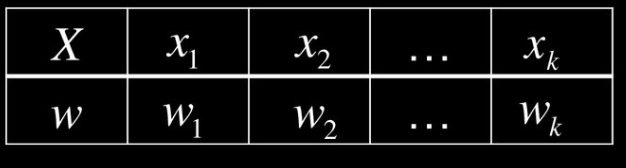 X x₁ x₂ ... xₖ
w w₁ w₂ ... wₖ